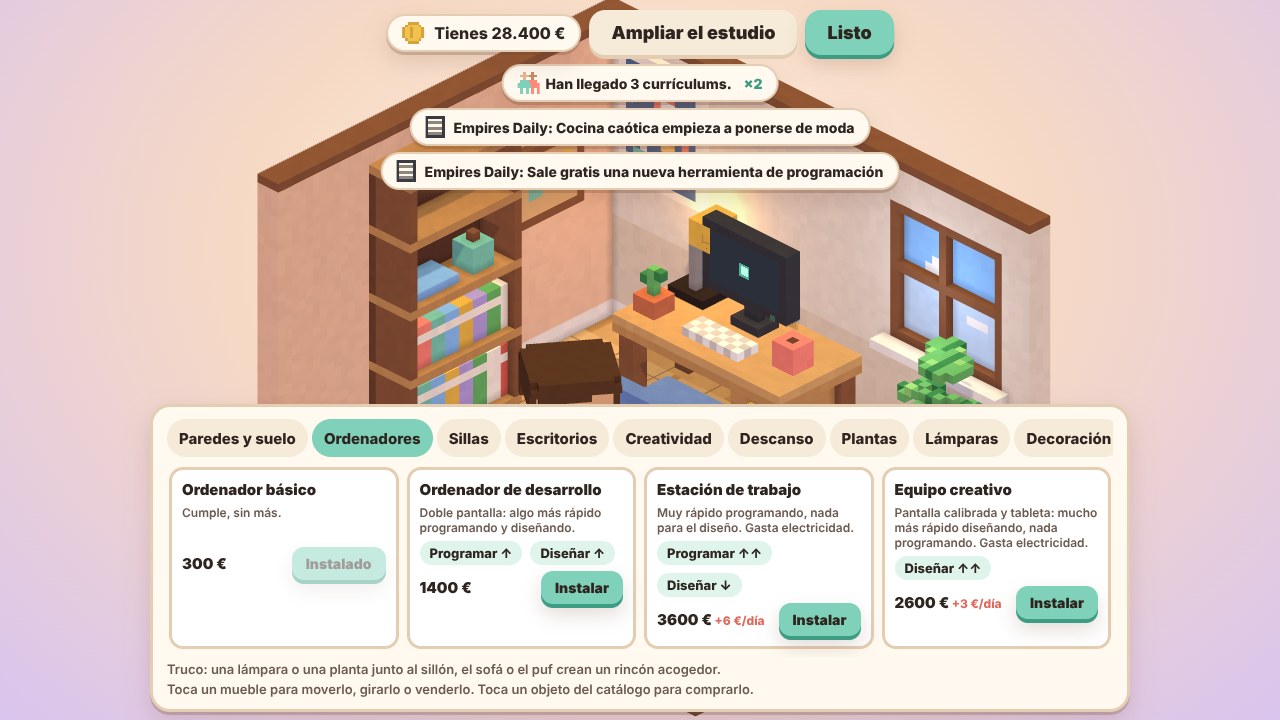 Tienes 28.400 €
Ampliar el estudio
Listo
Han llegado 3 currículums. ×2
Empires Daily: Cocina caótica empieza a ponerse de moda
Empires Daily: Sale gratis una nueva herramienta de programación
Paredes y suelo
Ordenadores
Sillas
Escritorios
Creatividad
Descanso
Plantas
Lámparas
Decoración
Ordenador básico
Cumple, sin más.
300 €
Instalado
Ordenador de desarrollo
Doble pantalla: algo más rápido
programando y diseñando.
Programar ↑
Diseñar ↑
1400 €
Instalar
Estación de trabajo
Muy rápido programando, nada
para el diseño. Gasta electricidad.
Programar ↑↑
Diseñar ↓
3600 € +6 €/día
Instalar
Equipo creativo
Pantalla calibrada y tableta: mucho
más rápido diseñando, nada
programando. Gasta electricidad.
Diseñar ↑↑
2600 € +3 €/día
Instalar
Truco: una lámpara o una planta junto al sillón, el sofá o el puf crean un rincón acogedor.
Toca un mueble para moverlo, girarlo o venderlo. Toca un objeto del catálogo para comprarlo.